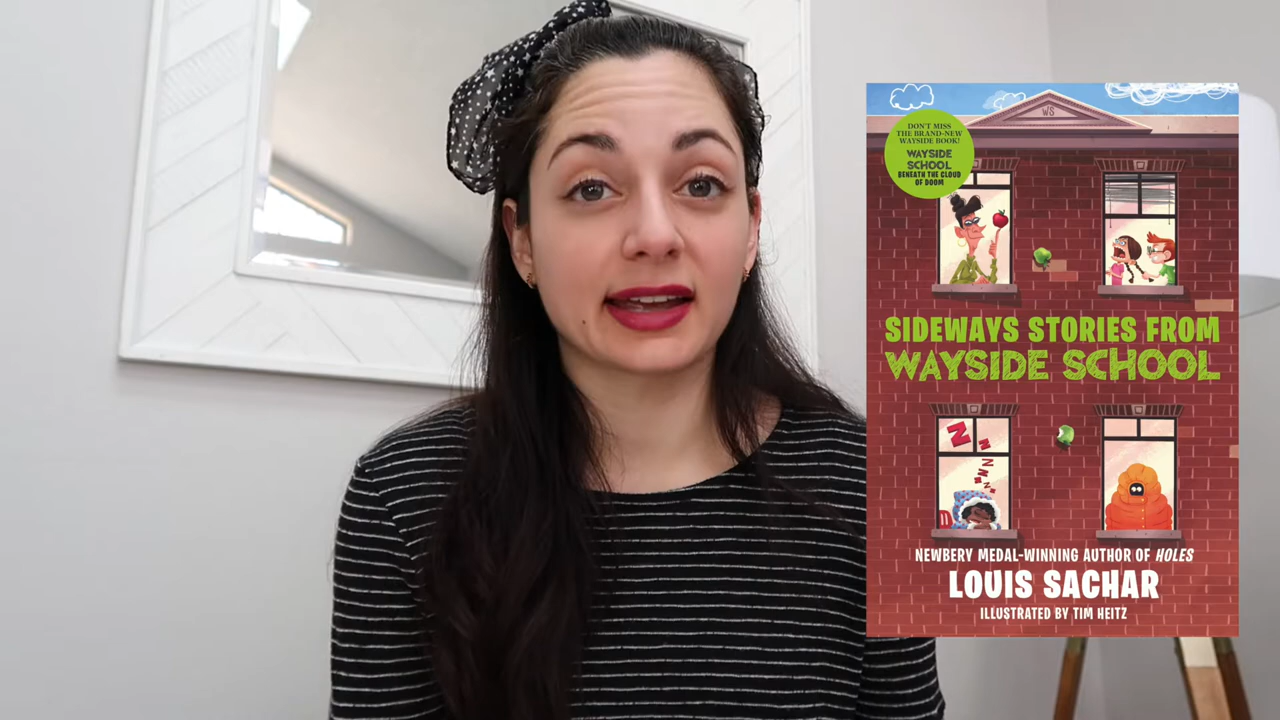 WS
DON'T MISS
THE BRAND-NEW
WAYSIDE BOOK!
WAYSIDE
SCHOOL
BENEATH THE CLOUD
OF DOOM
SIDEWAYS STORIES FROM
WAYSIDE SCHOOL
Z
Z
Z
Z
Z
NEWBERY MEDAL-WINNING AUTHOR OF HOLES
LOUIS SACHAR
ILLUSTRATED BY TIM HEITZ